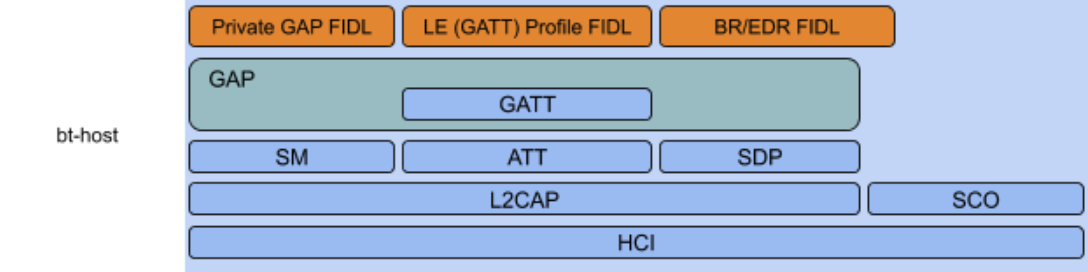 Private GAP FIDL
LE (GATT) Profile FIDL
BR/EDR FIDL
GAP
GATT
bt-host
SM
ATT
SDP
L2CAP
SCO
HCI